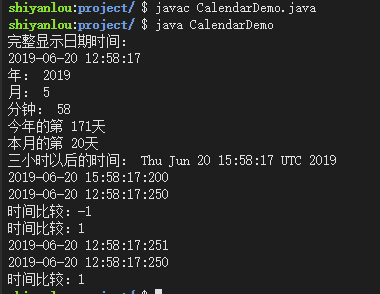 shiyanlou:project/ $ javac CalendarDemo.java
shiyanlou:project/ $ java CalendarDemo
完整显示日期时间:
2019-06-20 12:58:17
年: 2019
月: 5
分钟: 58
今年的第 171天
本月的第 20天
三小时以后的时间: Thu Jun 20 15:58:17 UTC 2019
2019-06-20 15:58:17:200
2019-06-20 12:58:17:250
时间比较：-1
时间比较：1
2019-06-20 12:58:17:251
2019-06-20 12:58:17:250
时间比较：1
shiyanlou:project/ $